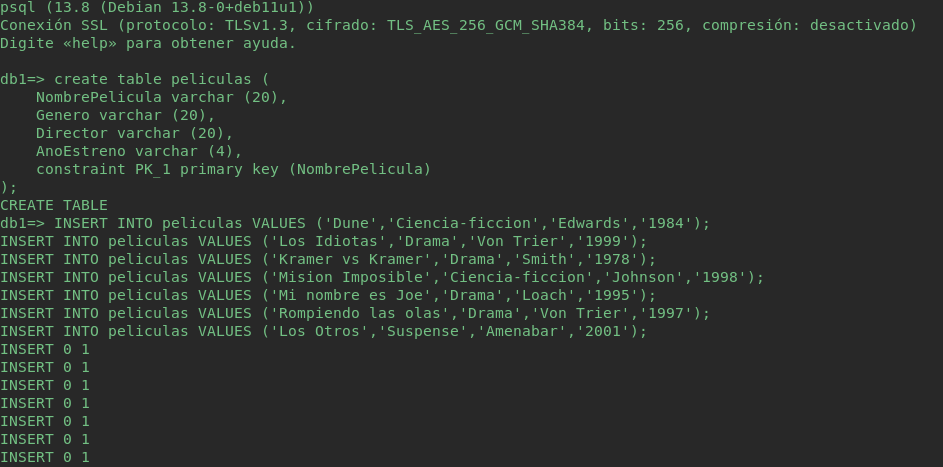 psql (13.8 (Debian 13.8-0+deb11u1))
Conexión SSL (protocolo: TLSv1.3, cifrado: TLS_AES_256_GCM_SHA384, bits: 256, compresión: desactivado)
Digite «help» para obtener ayuda.

db1=> create table peliculas (
    NombrePelicula varchar (20),
    Genero varchar (20),
    Director varchar (20),
    AnoEstreno varchar (4),
    constraint PK_1 primary key (NombrePelicula)
);
CREATE TABLE
db1=> INSERT INTO peliculas VALUES ('Dune','Ciencia-ficcion','Edwards','1984');
INSERT INTO peliculas VALUES ('Los Idiotas','Drama','Von Trier','1999');
INSERT INTO peliculas VALUES ('Kramer vs Kramer','Drama','Smith','1978');
INSERT INTO peliculas VALUES ('Mision Imposible','Ciencia-ficcion','Johnson','1998');
INSERT INTO peliculas VALUES ('Mi nombre es Joe','Drama','Loach','1995');
INSERT INTO peliculas VALUES ('Rompiendo las olas','Drama','Von Trier','1997');
INSERT INTO peliculas VALUES ('Los Otros','Suspense','Amenabar','2001');
INSERT 0 1
INSERT 0 1
INSERT 0 1
INSERT 0 1
INSERT 0 1
INSERT 0 1
INSERT 0 1